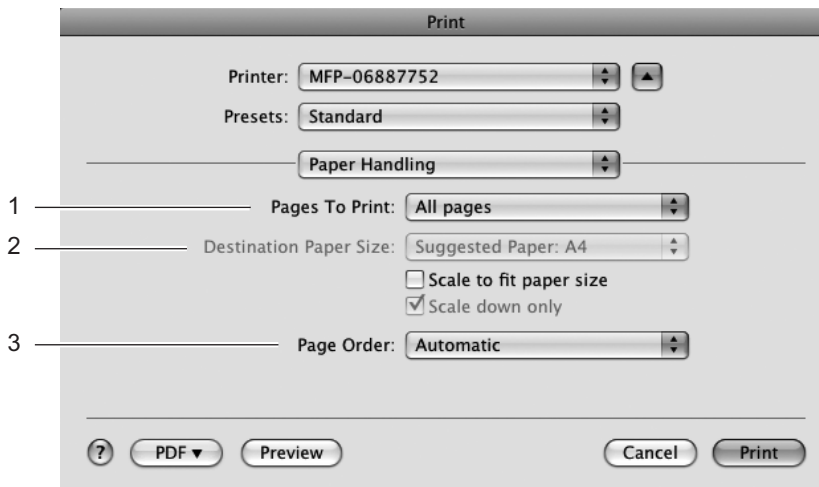 Print
Printer: MFP-06887752
Presets: Standard
Paper Handling
1 Pages To Print: All pages
2 Destination Paper Size: Suggested Paper: A4
Scale to fit paper size
Scale down only
3 Page Order: Automatic
? PDF ▼ Preview Cancel Print